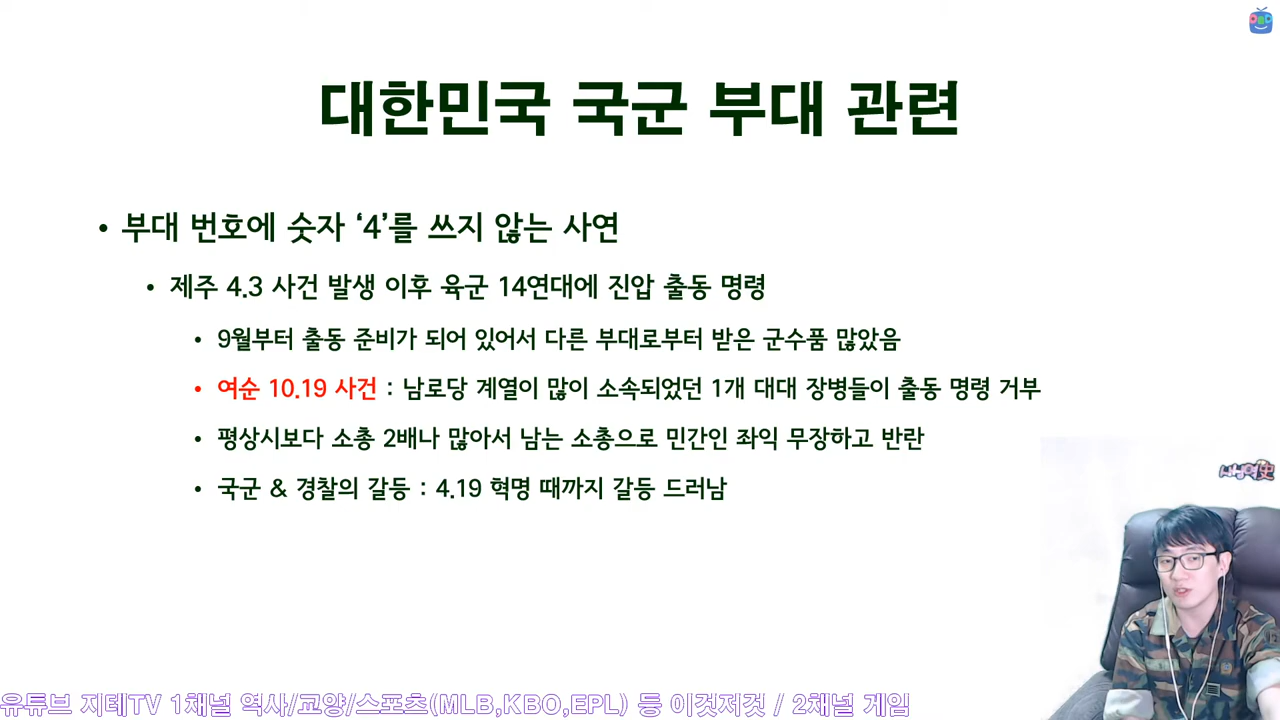 대한민국 국군 부대 관련
• 부대 번호에 숫자 ‘4’를 쓰지 않는 사연
• 제주 4.3 사건 발생 이후 육군 14연대에 진압 출동 명령
• 9월부터 출동 준비가 되어 있어서 다른 부대로부터 받은 군수품 많았음
• 여순 10.19 사건 : 남로당 계열이 많이 소속되었던 1개 대대 장병들이 출동 명령 거부
• 평상시보다 소총 2배나 많아서 남는 소총으로 민간인 좌익 무장하고 반란
• 국군 & 경찰의 갈등 : 4.19 혁명 때까지 갈등 드러남
유튜브 지테TV 1채널 역사/교양/스포츠(MLB,KBO,EPL) 등 이것저것 / 2채널 게임